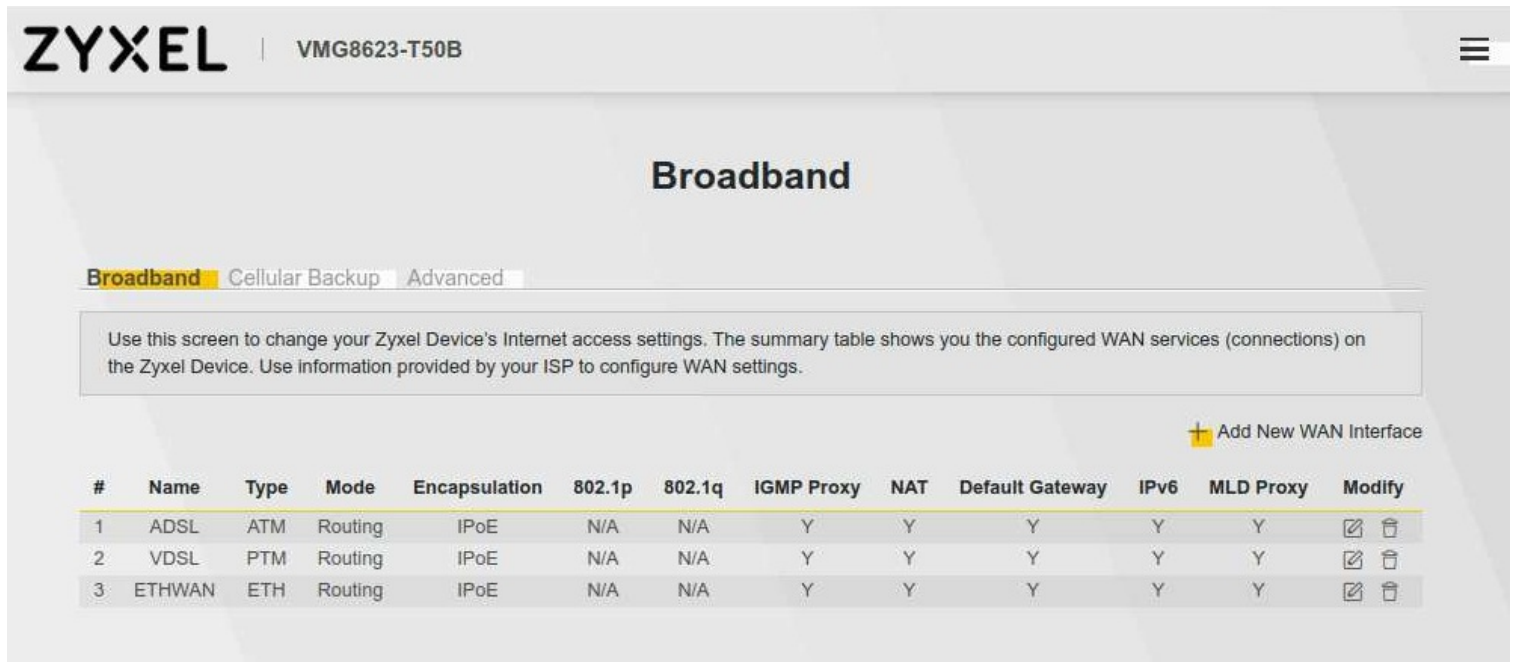 ZYXEL | VMG8623-T50B
Broadband
Broadband Cellular Backup Advanced
Use this screen to change your Zyxel Device's Internet access settings. The summary table shows you the configured WAN services (connections) on
the Zyxel Device. Use information provided by your ISP to configure WAN settings.
+ Add New WAN Interface
# Name Type Mode Encapsulation 802.1p 802.1q IGMP Proxy NAT Default Gateway IPv6 MLD Proxy Modify
1 ADSL ATM Routing IPoE N/A N/A Y Y Y Y Y
2 VDSL PTM Routing IPoE N/A N/A Y Y Y Y Y
3 ETHWAN ETH Routing IPoE N/A N/A Y Y Y Y Y